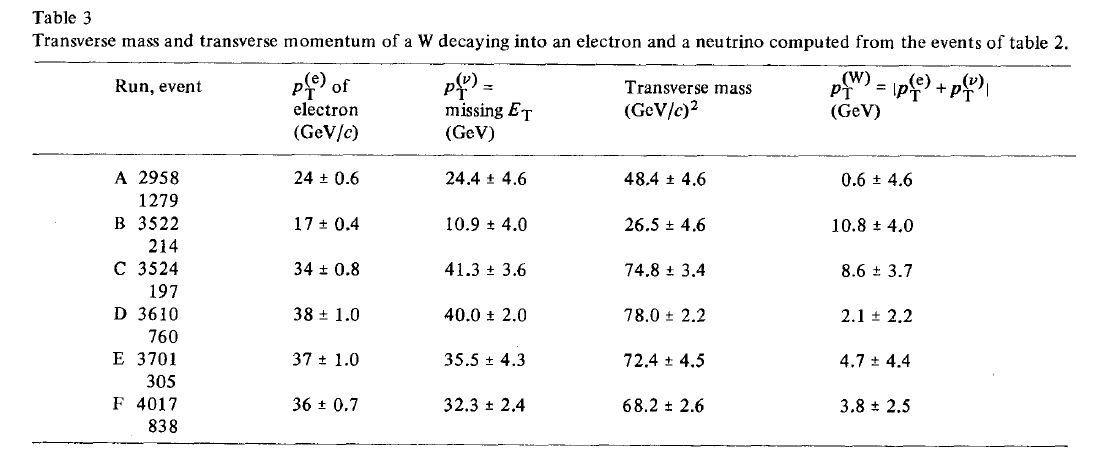 Table 3
Transverse mass and transverse momentum of a W decaying into an electron and a neutrino computed from the events of table 2.
Run, event p_T^(e) of electron (GeV/c) p_T^(ν) = missing E_T (GeV) Transverse mass (GeV/c)² p_T^(W) = |p_T^(e) + p_T^(ν)| (GeV)
A 2958 24 ± 0.6 24.4 ± 4.6 48.4 ± 4.6 0.6 ± 4.6
1279
B 3522 17 ± 0.4 10.9 ± 4.0 26.5 ± 4.6 10.8 ± 4.0
214
C 3524 34 ± 0.8 41.3 ± 3.6 74.8 ± 3.4 8.6 ± 3.7
197
D 3610 38 ± 1.0 40.0 ± 2.0 78.0 ± 2.2 2.1 ± 2.2
760
E 3701 37 ± 1.0 35.5 ± 4.3 72.4 ± 4.5 4.7 ± 4.4
305
F 4017 36 ± 0.7 32.3 ± 2.4 68.2 ± 2.6 3.8 ± 2.5
838